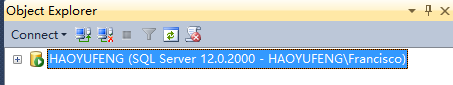 Object Explorer
Connect
HAOYUFENG (SQL Server 12.0.2000 - HAOYUFENG\Francisco)